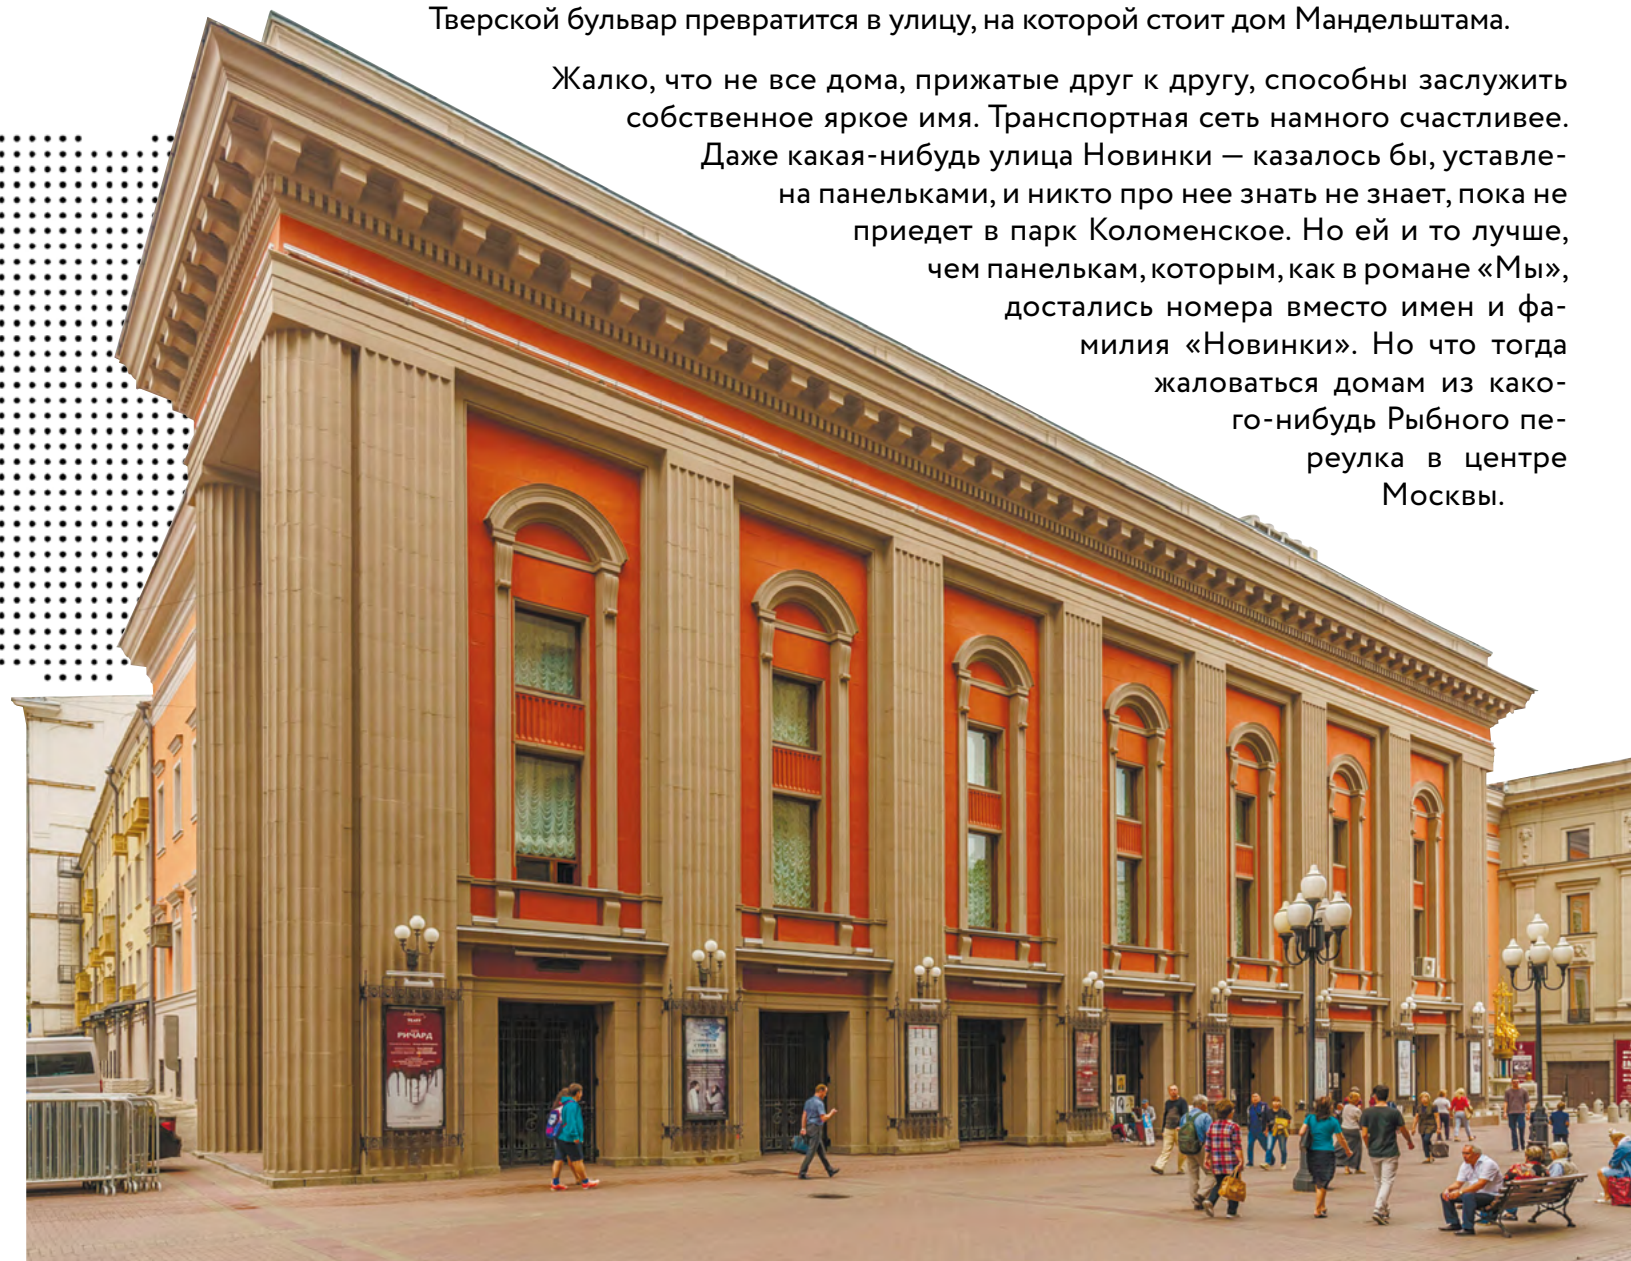 Тверской бульвар превратится в улицу, на которой стоит дом Мандельштама.
Жалко, что не все дома, прижатые друг к другу, способны заслужить
собственное яркое имя. Транспортная сеть намного счастливее.
Даже какая-нибудь улица Новинки — казалось бы, уставле-
на панельками, и никто про нее знать не знает, пока не
приедет в парк Коломенское. Но ей и то лучше,
чем панелькам, которым, как в романе «Мы»,
достались номера вместо имен и фа-
милия «Новинки». Но что тогда
жаловаться домам из како-
го-нибудь Рыбного пе-
реулка в центре
Москвы.
РИЧАРД